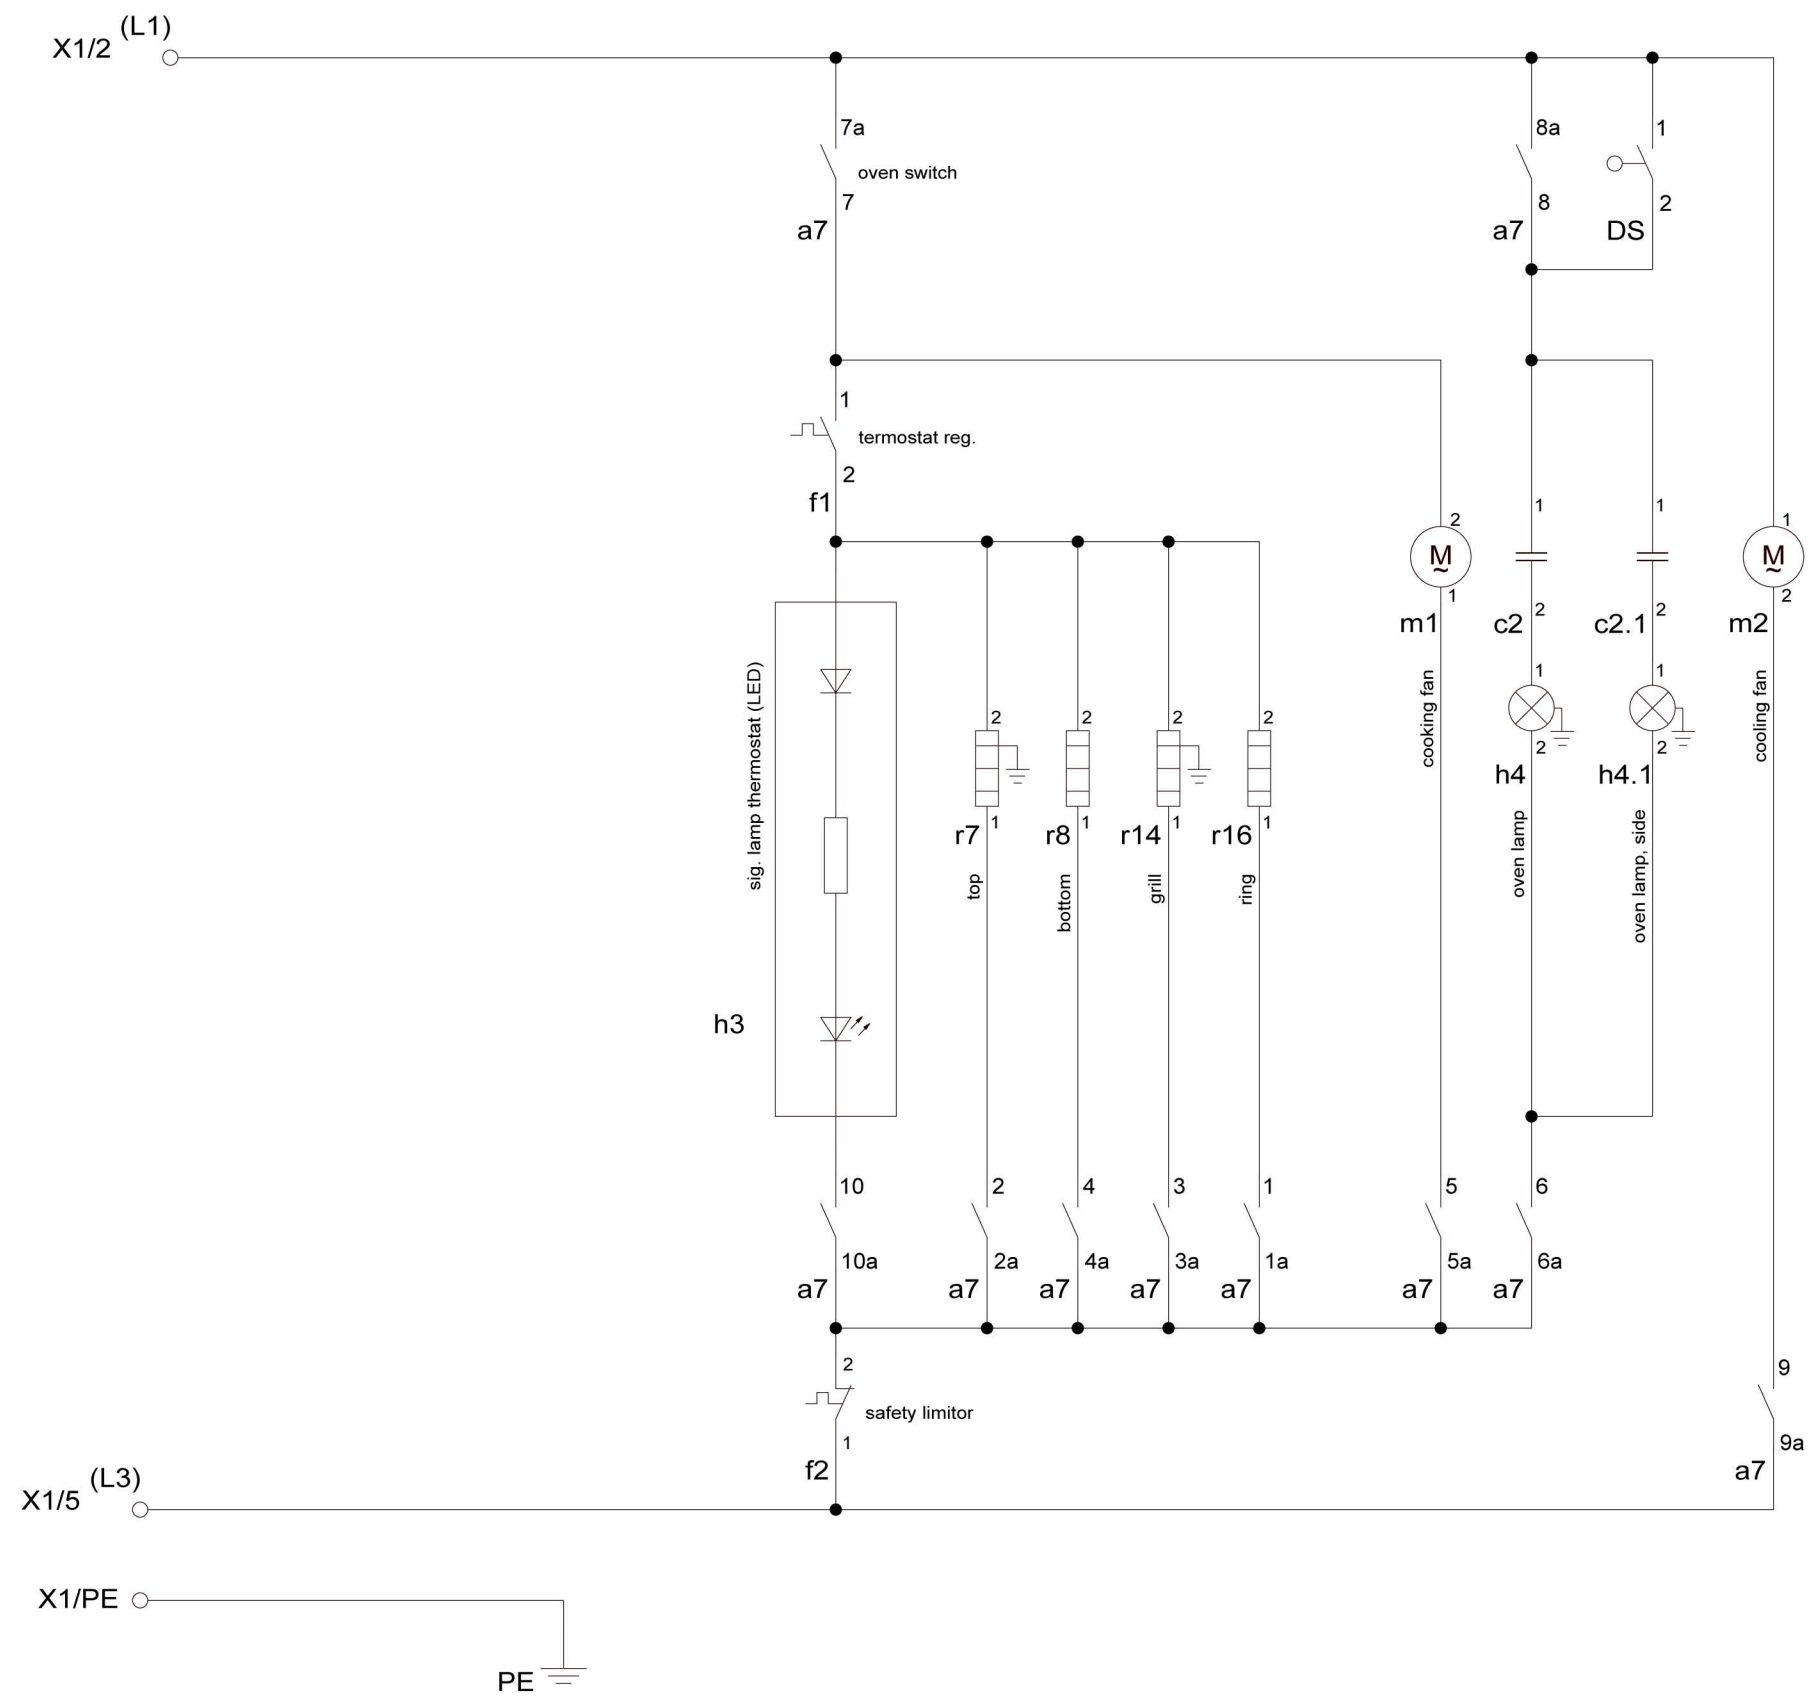 (L1)
X1/2
7a
8a
1
oven switch
7
8
2
a7
a7
DS
1
termostat reg.
2
f1
1
1
2
1
M
~
M
~
1
2
2
2
m1
c2
c2.1
m2
sig. lamp thermostat (LED)
cooking fan
1
1
cooling fan
2
2
2
2
2
2
h4
h4.1
1
1
1
1
r7
r8
r14
r16
oven lamp
oven lamp, side
top
bottom
grill
ring
h3
10
2
4
3
1
5
6
10a
2a
4a
3a
1a
5a
6a
a7
a7
a7
a7
a7
a7
a7
2
9
safety limitor
1
9a
f2
a7
(L3)
X1/5
X1/PE
PE